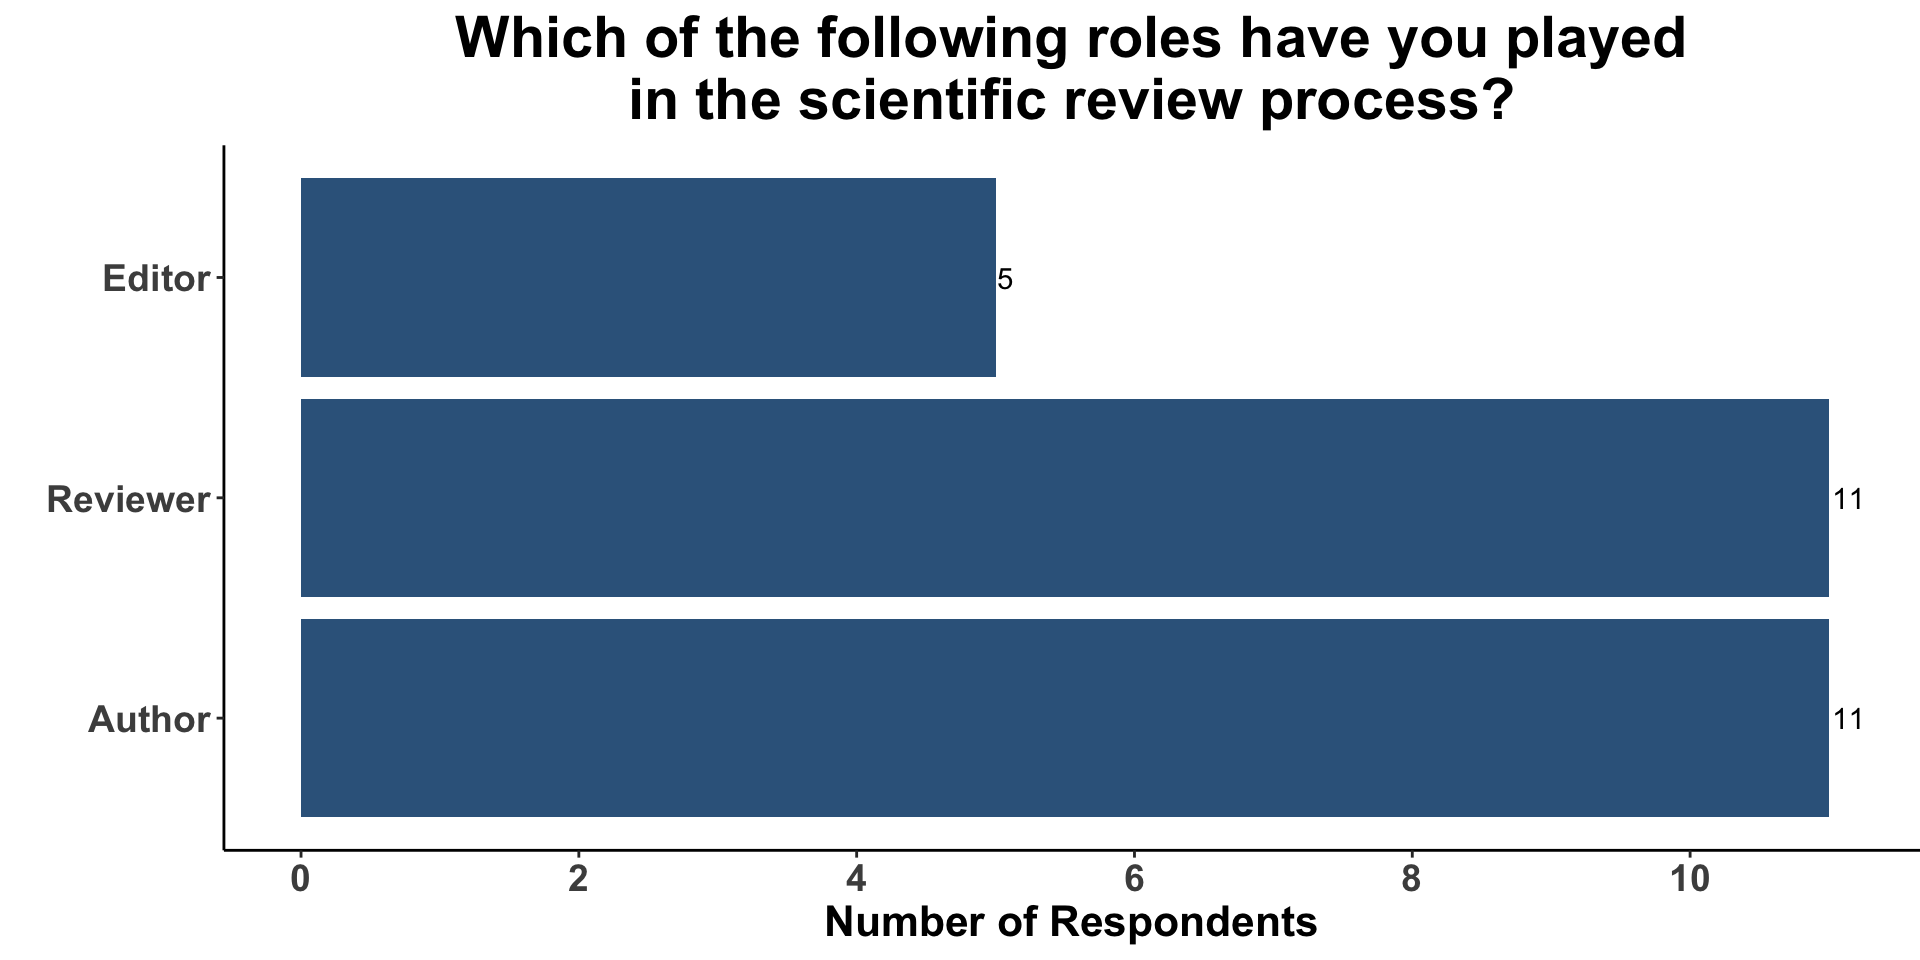 Which of the following roles have you played
in the scientific review process?
Editor
5
Reviewer
11
Author
11
0 2 4 6 8 10
Number of Respondents